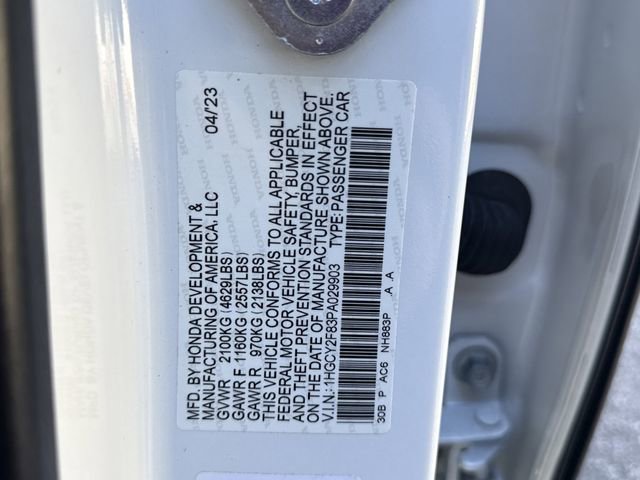 MFD. BY HONDA DEVELOPMENT & 04/23
MANUFACTURING OF AMERICA, LLC
GVWR 2100KG (4629LBS)
GAWR F 1160KG (2557LBS)
GAWR R 970KG (2138LBS)
THIS VEHICLE CONFORMS TO ALL APPLICABLE
FEDERAL MOTOR VEHICLE SAFETY, BUMPER,
AND THEFT PREVENTION STANDARDS IN EFFECT
ON THE DATE OF MANUFACTURE SHOWN ABOVE.
V.I.N.: 1HGCY2F83PA029903 TYPE: PASSENGER CAR
30B P AC6 NH883P A A